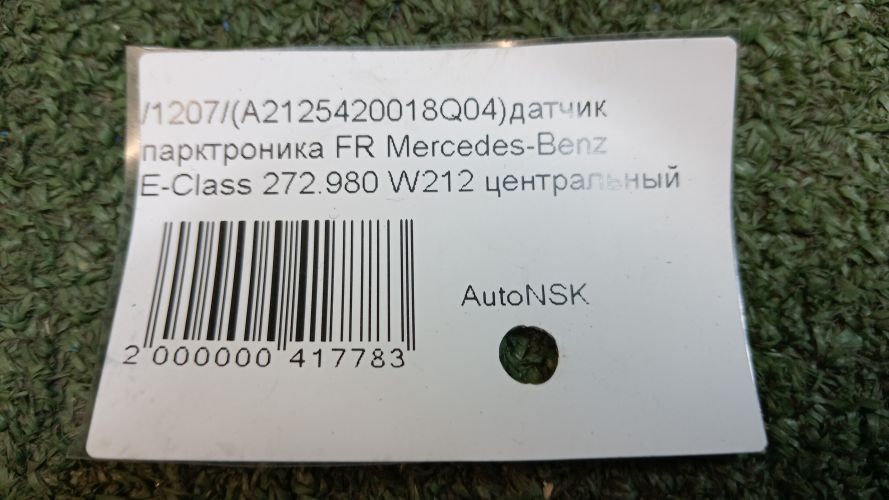 /1207/(A2125420018Q04)датчик
парктроника FR Mercedes-Benz
E-Class 272.980 W212 центральный
AutoNSK
2 000000 417783